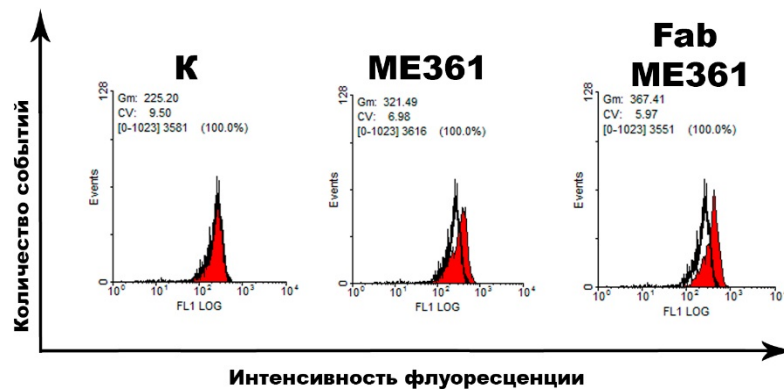 Количество событий
К
128
Gm: 225.20
CV: 9.50
[0-1023] 3581 (100.0%)
Events
0
10⁰ 10¹ 10² 10³ 10⁴
FL1 LOG
ME361
128
Gm: 321.49
CV: 6.98
[0-1023] 3616 (100.0%)
Events
0
10⁰ 10¹ 10² 10³ 10⁴
FL1 LOG
Fab
ME361
128
Gm: 367.41
CV: 5.97
[0-1023] 3551 (100.0%)
Events
0
10⁰ 10¹ 10² 10³ 10
FL1 LOG
Интенсивность флуоресценции